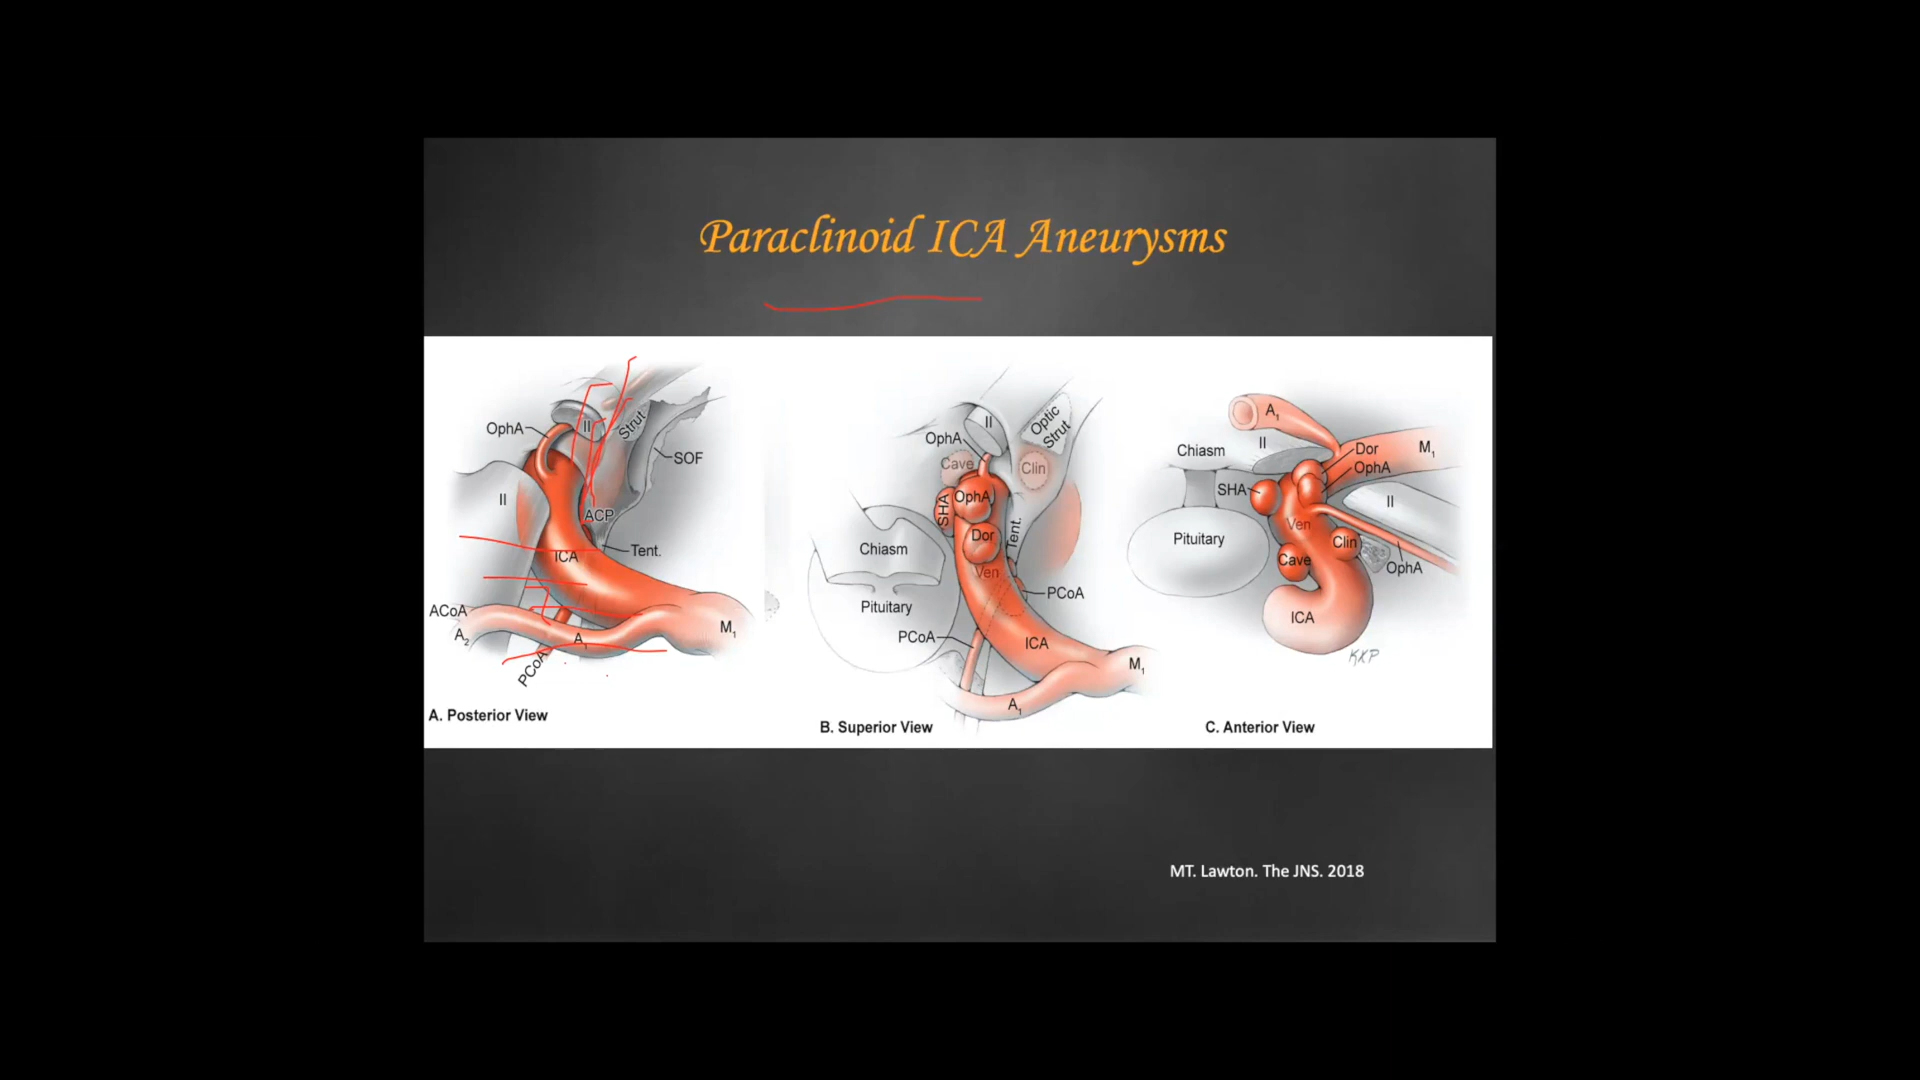 Paraclinoid ICA Aneurysms
OphA
II
Strut
SOF
II
ACP
ICA
Tent.
ACoA
A2
A1
M1
PCoA
A. Posterior View
II
Optic
Strut
OphA
Cave
Clin
SHA
OphA
Dor
Tent.
Chiasm
Ven
PCoA
Pituitary
PCoA
ICA
M1
A1
B. Superior View
A1
Chiasm
II
Dor
M1
OphA
SHA
II
Ven
Pituitary
Clin
Cave
OphA
ICA
KXP
C. Anterior View
MT. Lawton. The JNS. 2018